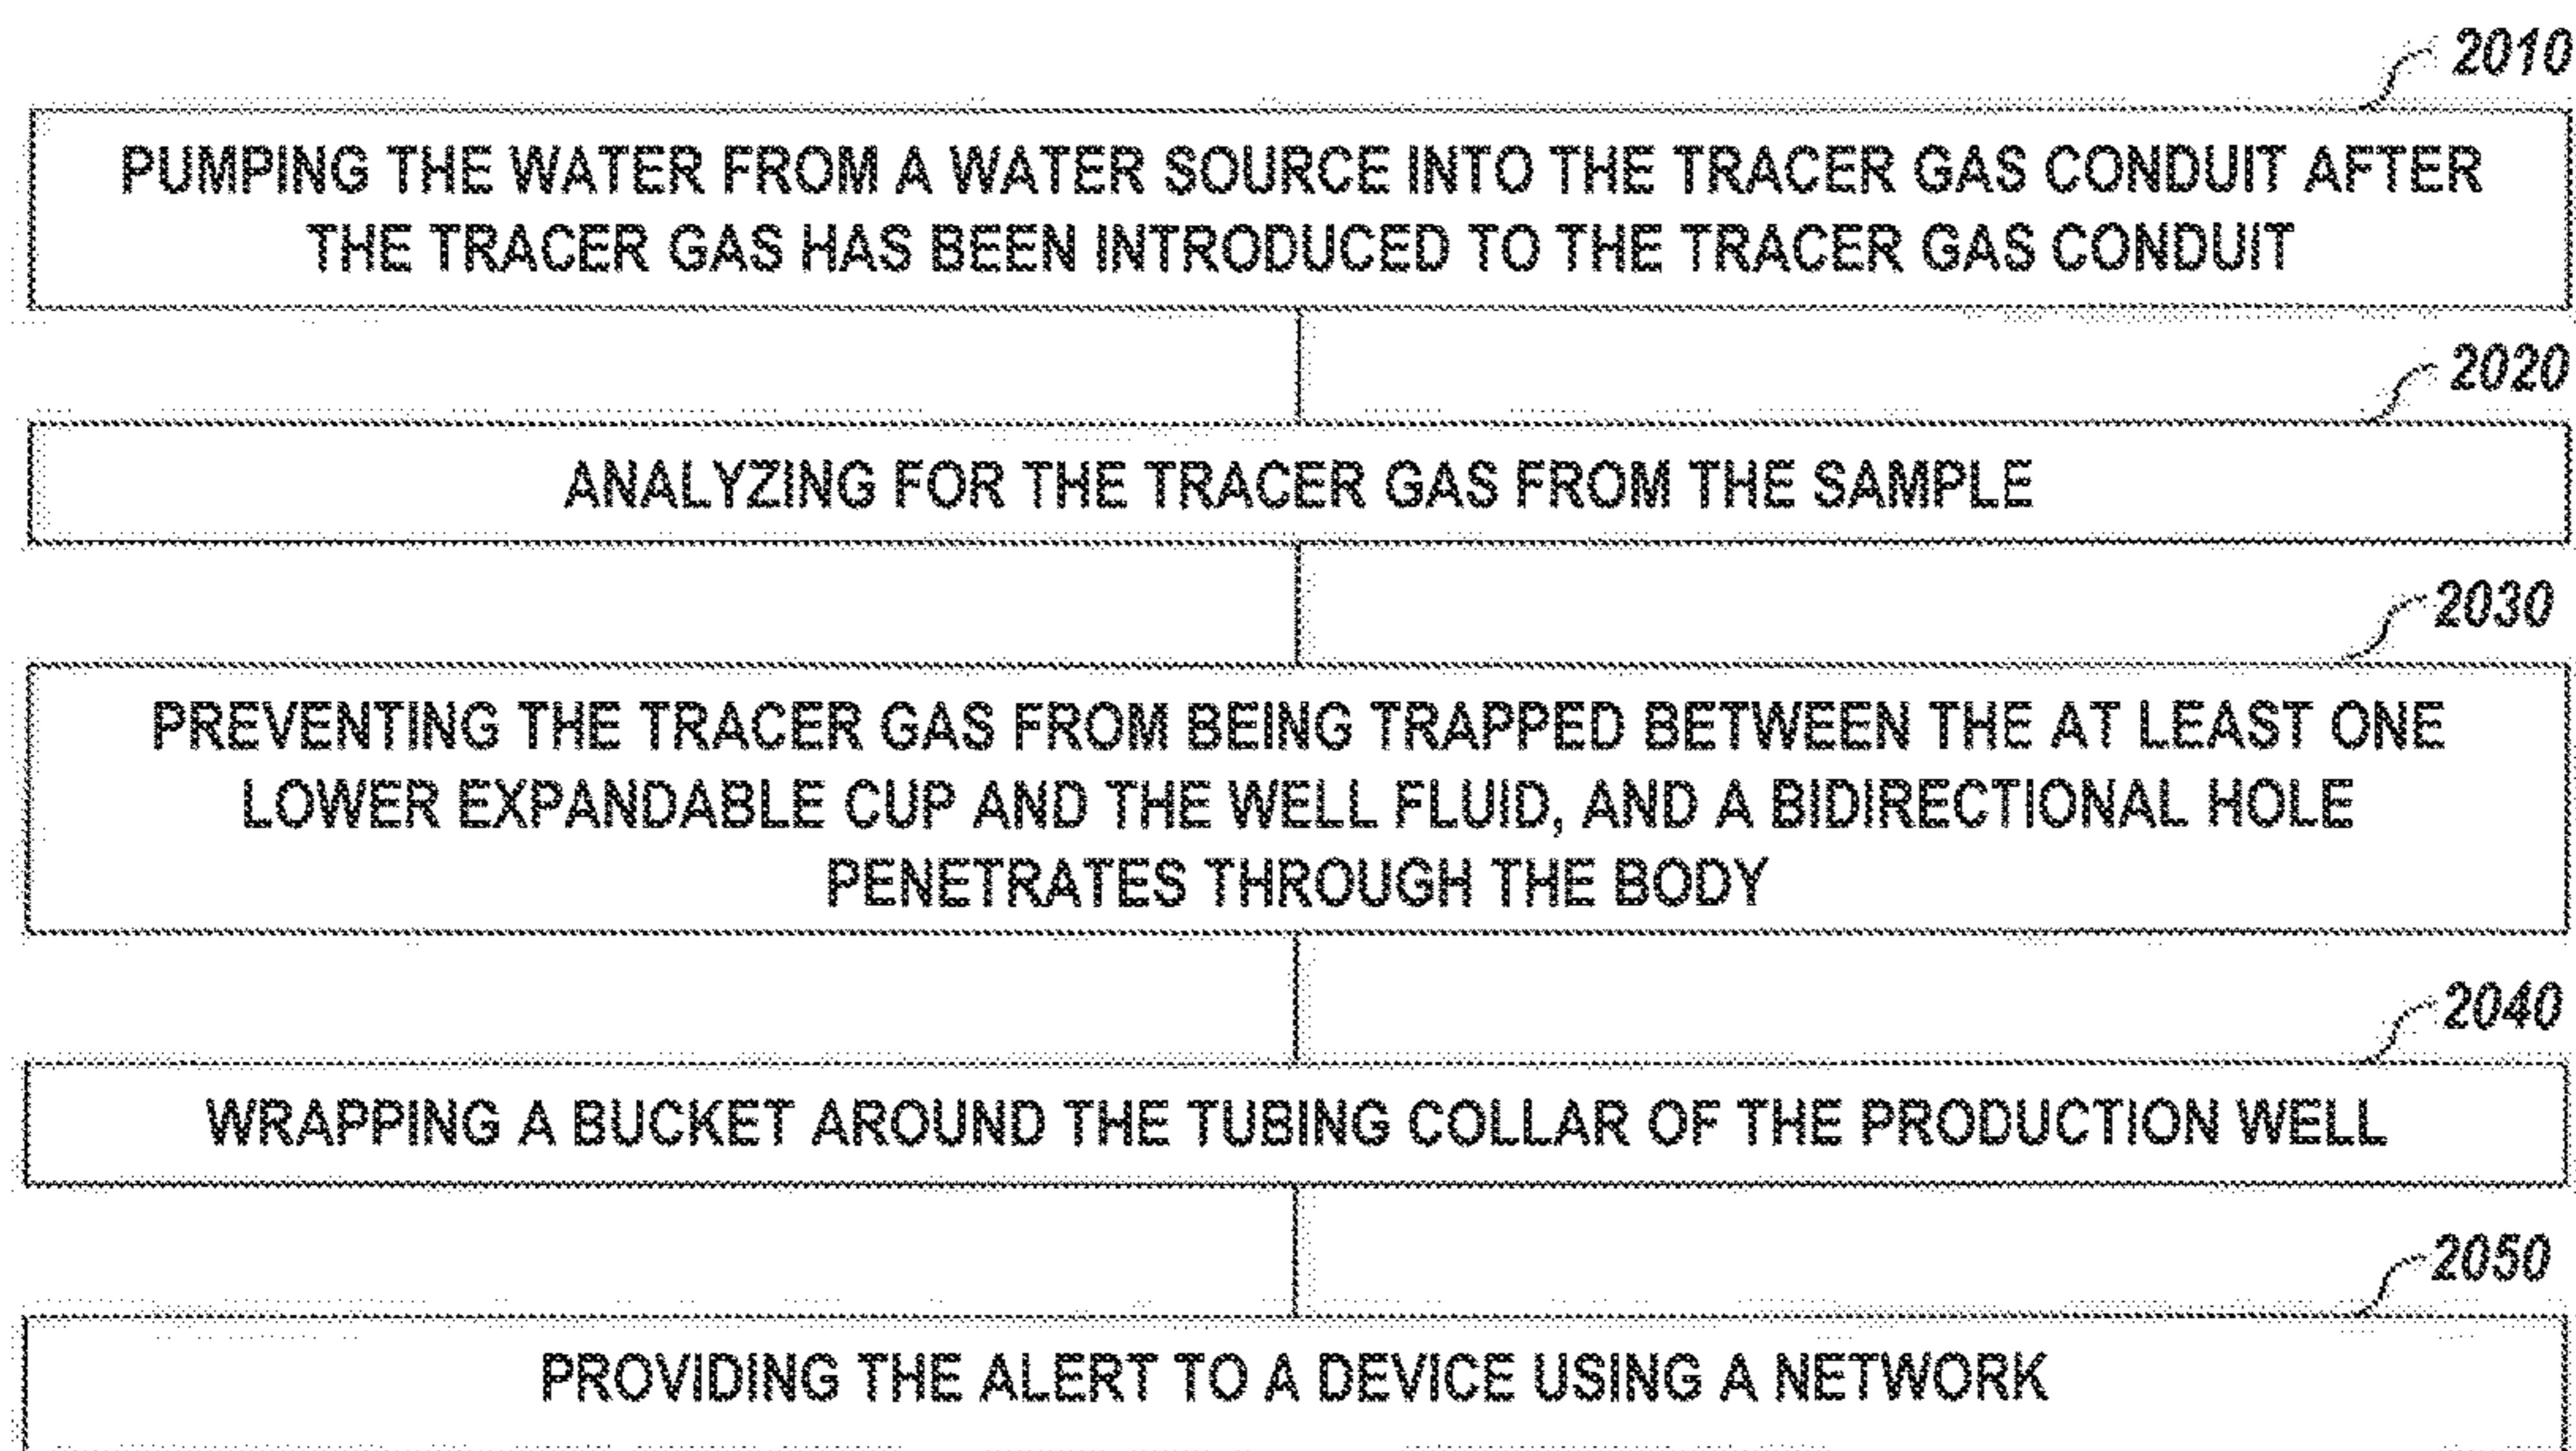 2010
PUMPING THE WATER FROM A WATER SOURCE INTO THE TRACER GAS CONDUIT AFTER
THE TRACER GAS HAS BEEN INTRODUCED TO THE TRACER GAS CONDUIT
2020
ANALYZING FOR THE TRACER GAS FROM THE SAMPLE
2030
PREVENTING THE TRACER GAS FROM BEING TRAPPED BETWEEN THE AT LEAST ONE
LOWER EXPANDABLE CUP AND THE WELL FLUID, AND A BIDIRECTIONAL HOLE
PENETRATES THROUGH THE BODY
2040
WRAPPING A BUCKET AROUND THE TUBING COLLAR OF THE PRODUCTION WELL
2050
PROVIDING THE ALERT TO A DEVICE USING A NETWORK